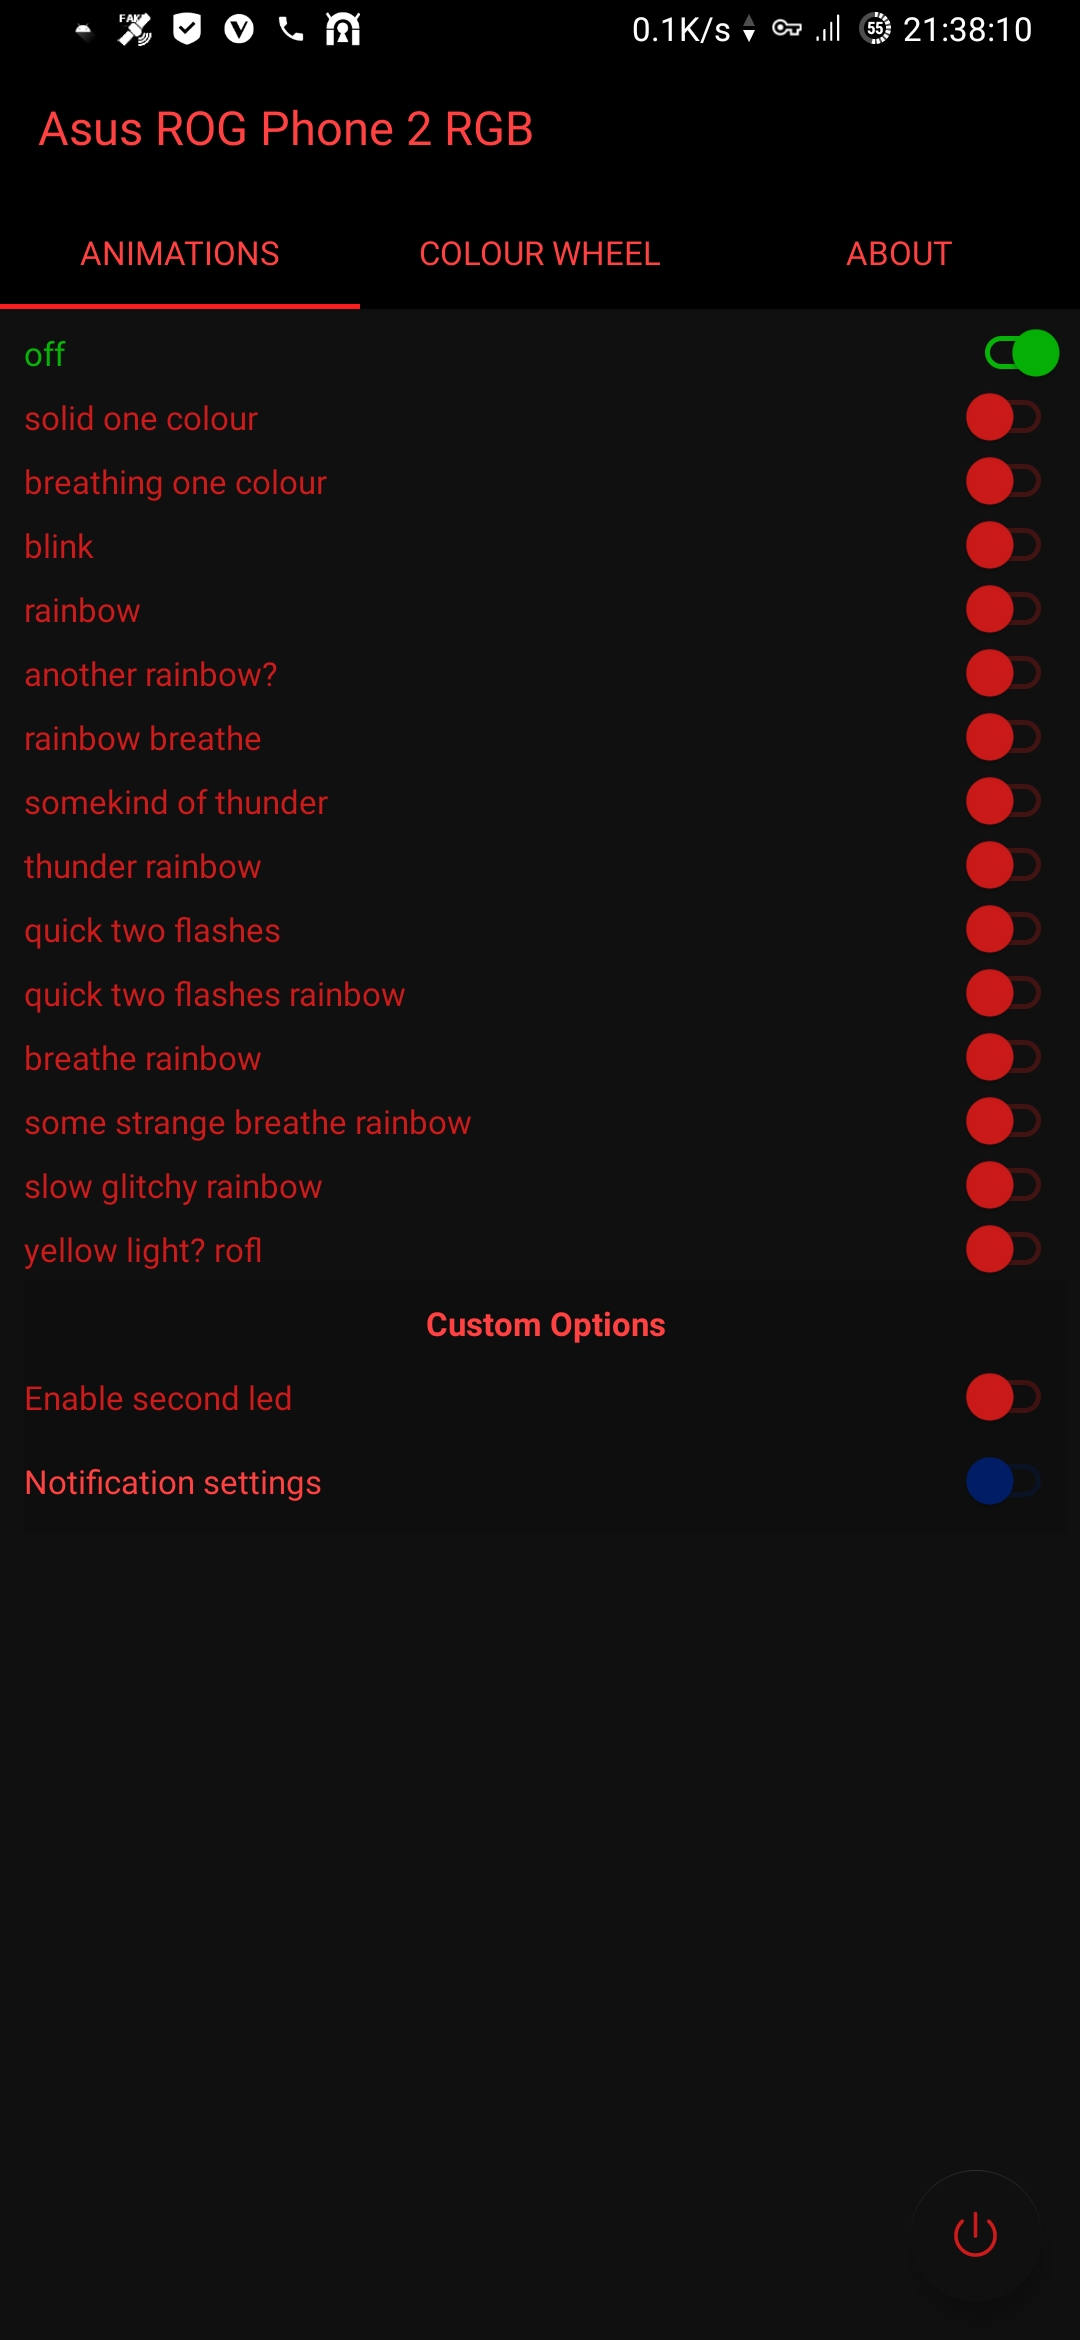 FAKE
0.1K/s 55 21:38:10
Asus ROG Phone 2 RGB
ANIMATIONS COLOUR WHEEL ABOUT
off
solid one colour
breathing one colour
blink
rainbow
another rainbow?
rainbow breathe
somekind of thunder
thunder rainbow
quick two flashes
quick two flashes rainbow
breathe rainbow
some strange breathe rainbow
slow glitchy rainbow
yellow light? rofl
Custom Options
Enable second led
Notification settings